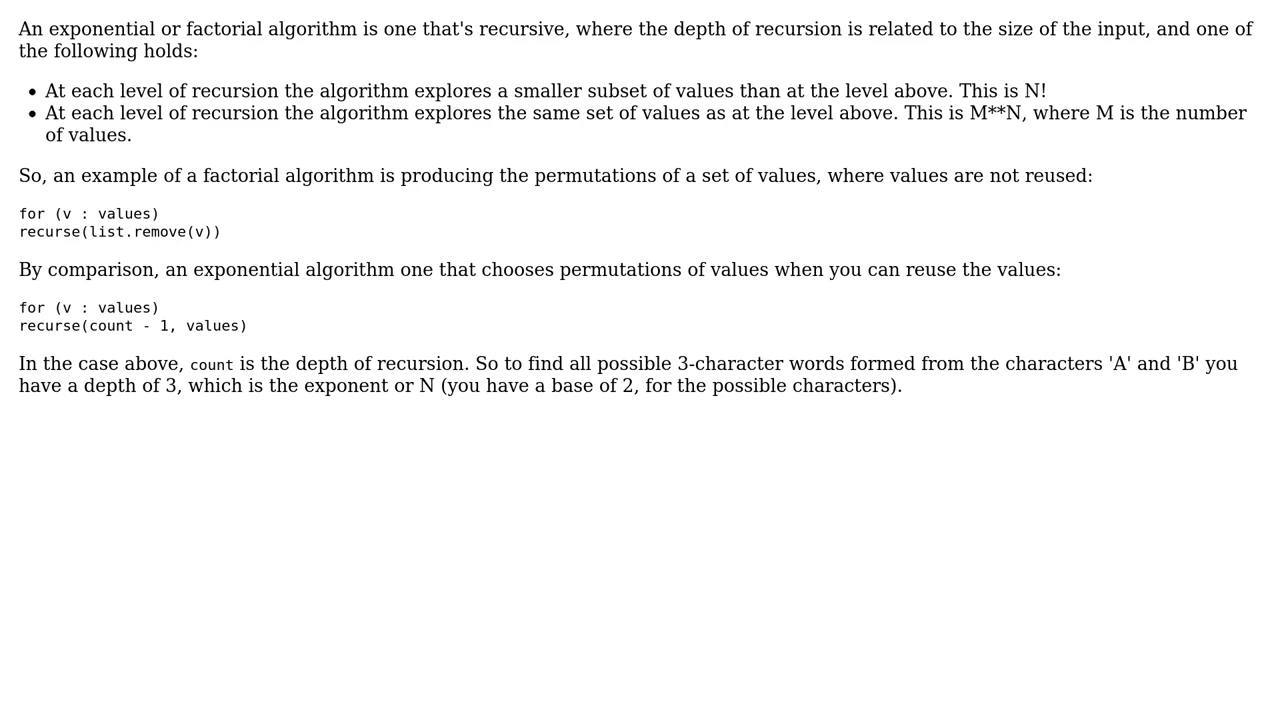 An exponential or factorial algorithm is one that's recursive, where the depth of recursion is related to the size of the input, and one of
the following holds:
• At each level of recursion the algorithm explores a smaller subset of values than at the level above. This is N!
• At each level of recursion the algorithm explores the same set of values as at the level above. This is M**N, where M is the number
of values.
So, an example of a factorial algorithm is producing the permutations of a set of values, where values are not reused:
for (v : values)
recurse(list.remove(v))
By comparison, an exponential algorithm one that chooses permutations of values when you can reuse the values:
for (v : values)
recurse(count - 1, values)
In the case above, count is the depth of recursion. So to find all possible 3-character words formed from the characters 'A' and 'B' you
have a depth of 3, which is the exponent or N (you have a base of 2, for the possible characters).